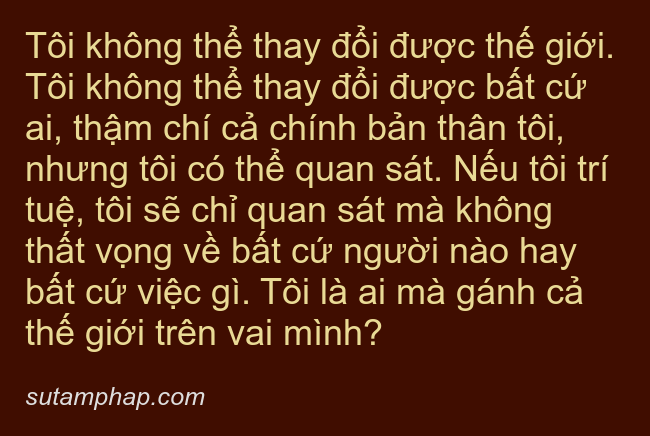 Tôi không thể thay đổi được thế giới.
Tôi không thể thay đổi được bất cứ
ai, thậm chí cả chính bản thân tôi,
nhưng tôi có thể quan sát. Nếu tôi trí
tuệ, tôi sẽ chỉ quan sát mà không
thất vọng về bất cứ người nào hay
bất cứ việc gì. Tôi là ai mà gánh cả
thế giới trên vai mình?
sutamphap.com